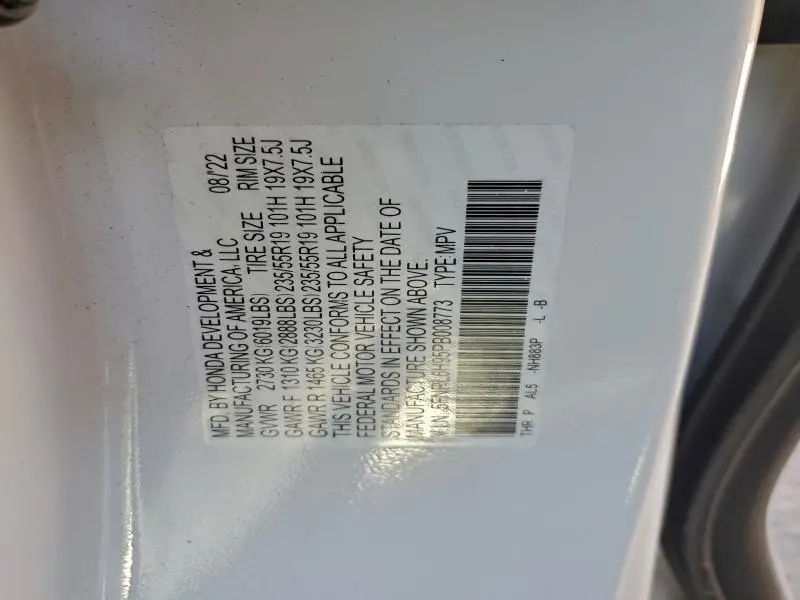 MFD. BY HONDA DEVELOPMENT & 08/'22
MANUFACTURING OF AMERICA, LLC
GVWR 2730 KG(6019LBS) TIRE SIZE RIM SIZE
GAWR F 1310 KG(2888LBS) 235/55R19 101H 19X7.5J
GAWR R 1465 KG(3230LBS) 235/55R19 101H 19X7.5J
THIS VEHICLE CONFORMS TO ALL APPLICABLE
FEDERAL MOTOR VEHICLE SAFETY
STANDARDS IN EFFECT ON THE DATE OF
MANUFACTURE SHOWN ABOVE.
TYPE:MPV
THR P AL5 -NH883P -L -B